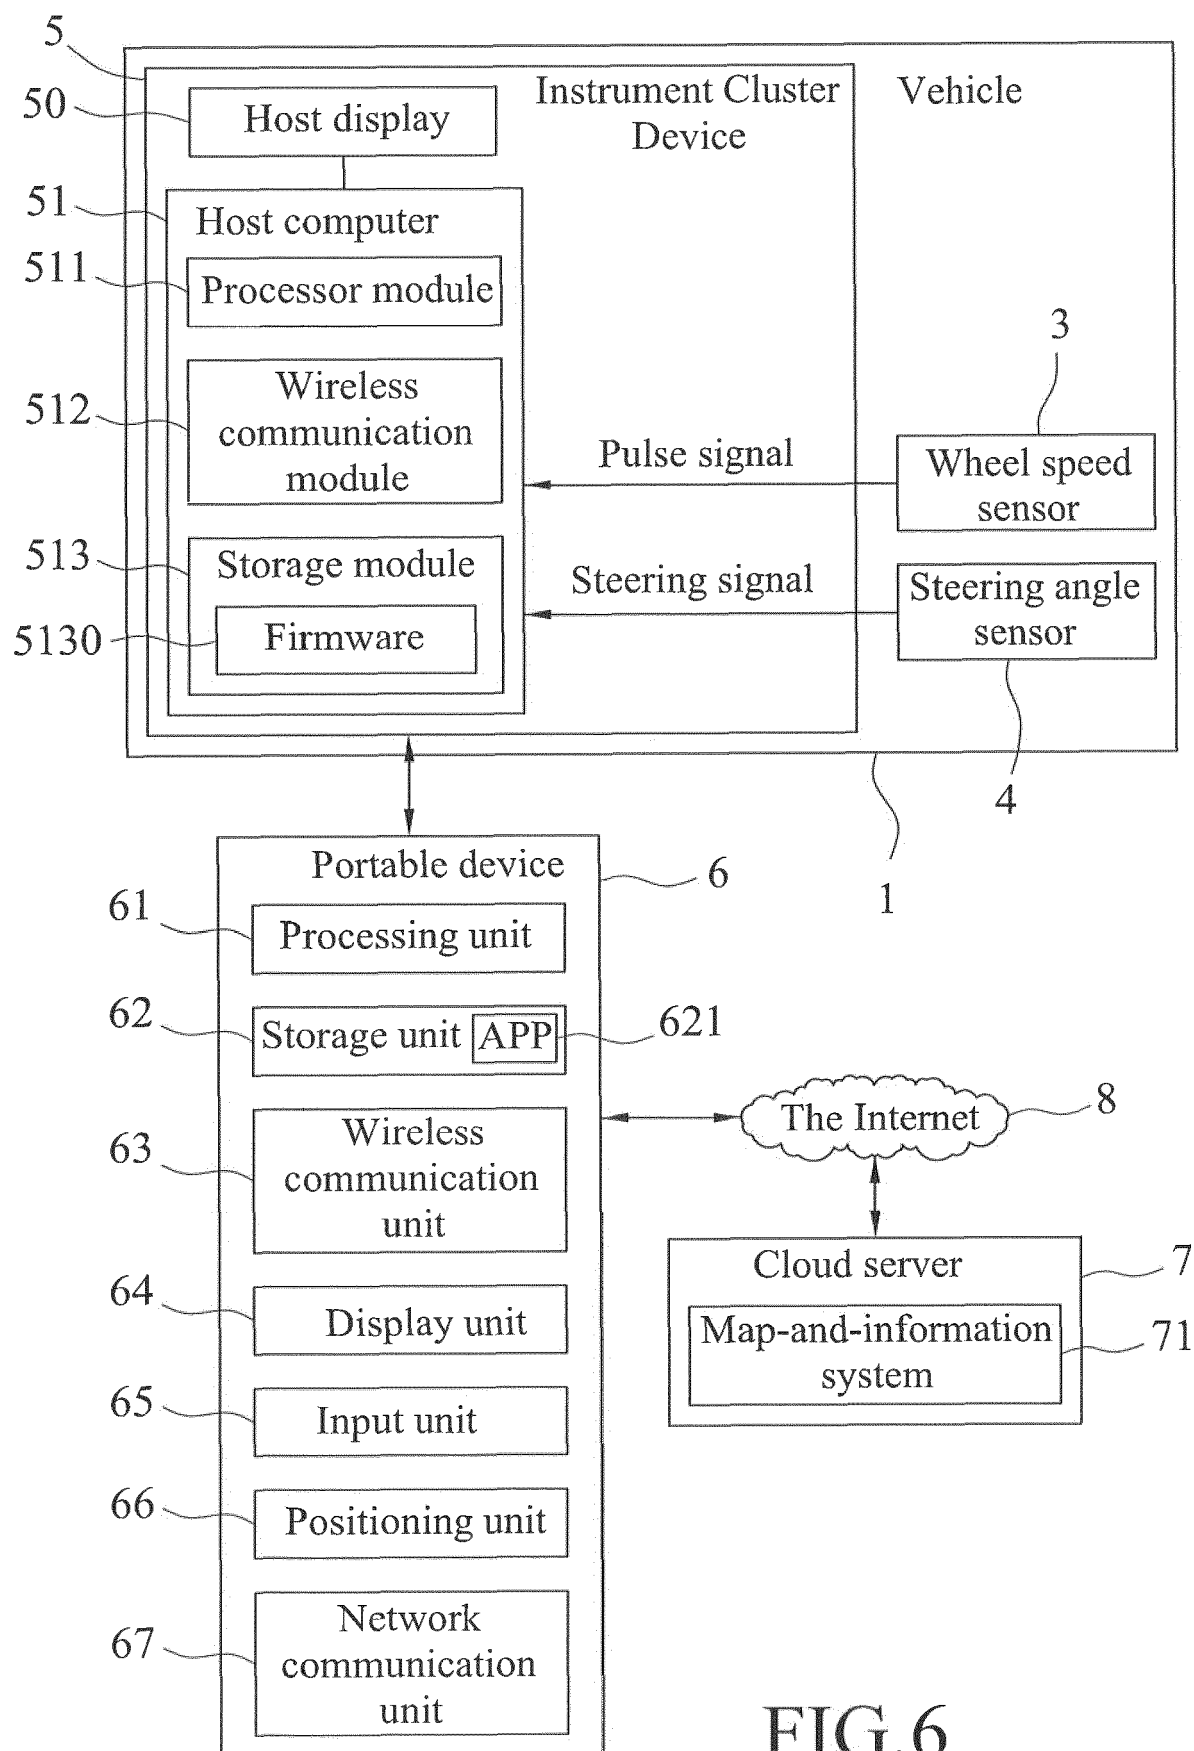 5
50
Host display
Instrument Cluster
Device
Vehicle
51
Host computer
511
Processor module
512
Wireless
communication
module
Pulse signal
3
Wheel speed
sensor
513
Storage module
Steering signal
Steering angle
sensor
5130
Firmware
4
1
Portable device
6
61
Processing unit
62
Storage unit
APP
621
63
Wireless
communication
unit
The Internet
8
64
Display unit
Cloud server
7
Map-and-information
system
71
65
Input unit
66
Positioning unit
67
Network
communication
unit
FIG.6